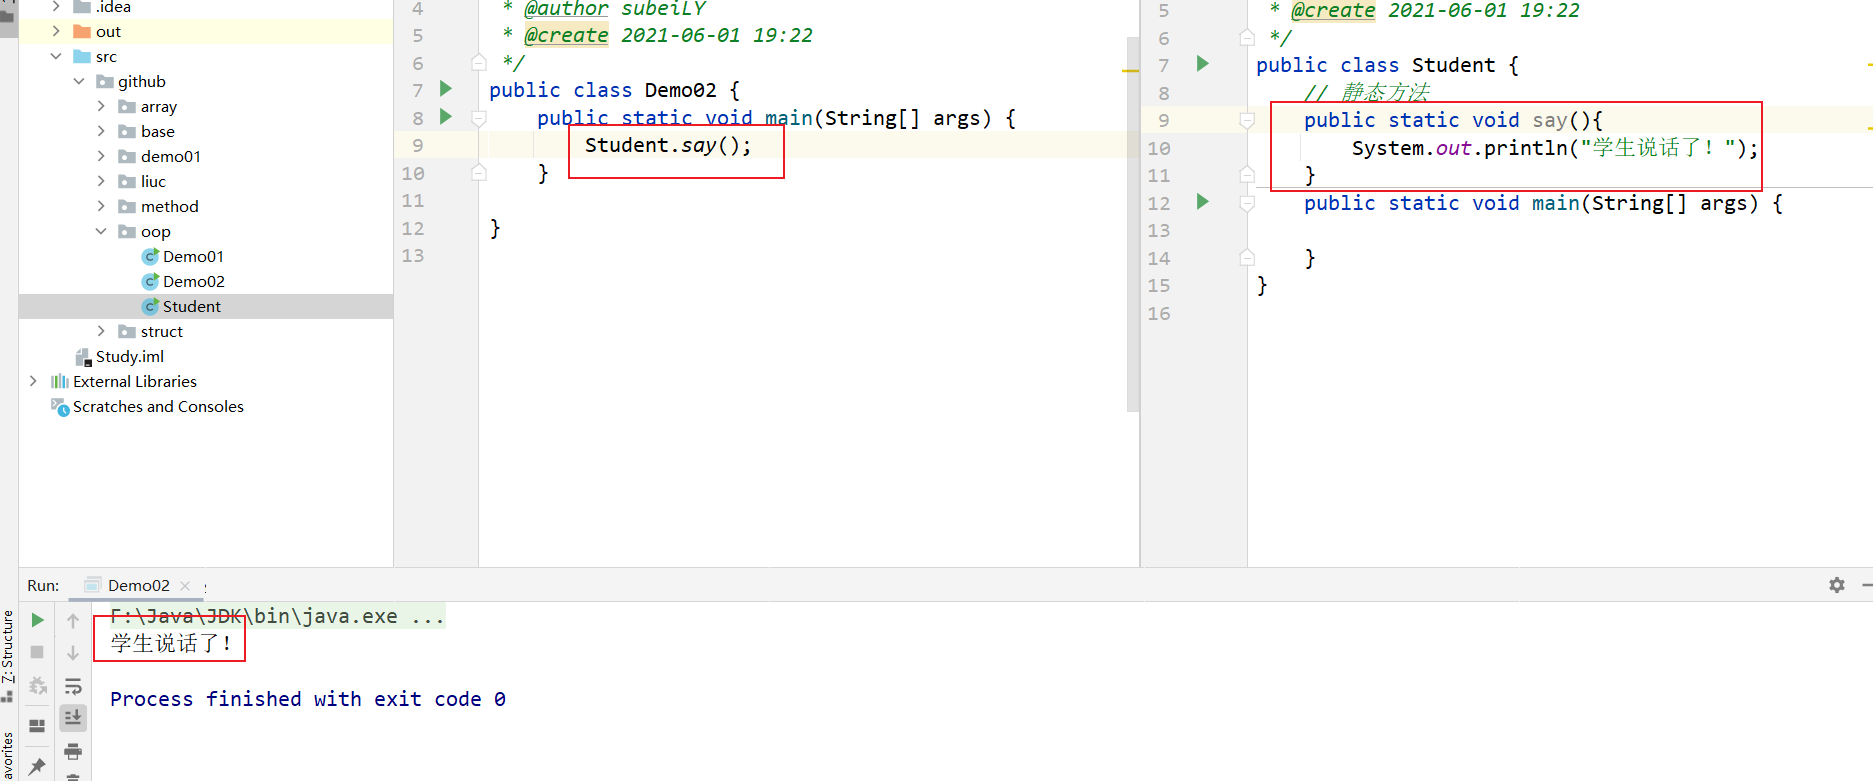 .idea
out
src
github
array
base
demo01
liuc
method
oop
Demo01
Demo02
Student
struct
Study.iml
External Libraries
Scratches and Consoles
4 * @author subeiLY
5 * @create 2021-06-01 19:22
6 */
7 public class Demo02 {
8 public static void main(String[] args) {
9 Student.say();
10 }
11
12 }
13
5 * @create 2021-06-01 19:22
6 */
7 public class Student {
8 // 静态方法
9 public static void say(){
10 System.out.println("学生说话了！");
11 }
12 public static void main(String[] args) {
13
14 }
15 }
16
Run: Demo02
F:\Java\JDK\bin\java.exe ...
学生说话了！
Process finished with exit code 0
Z: Structure
avorites